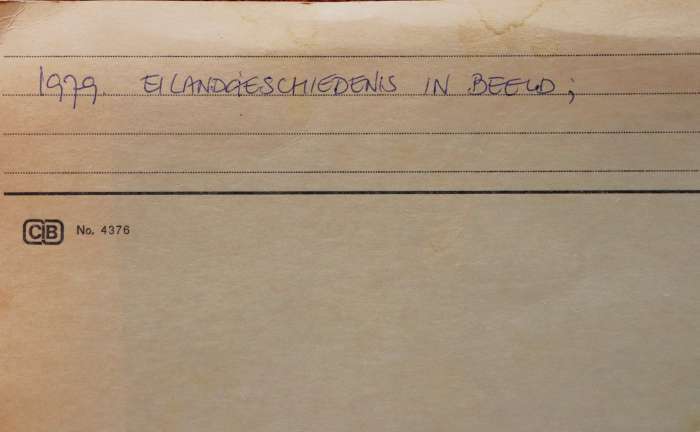 1979. EILANDGESCHIEDENIS IN BEELD;
CB No. 4376